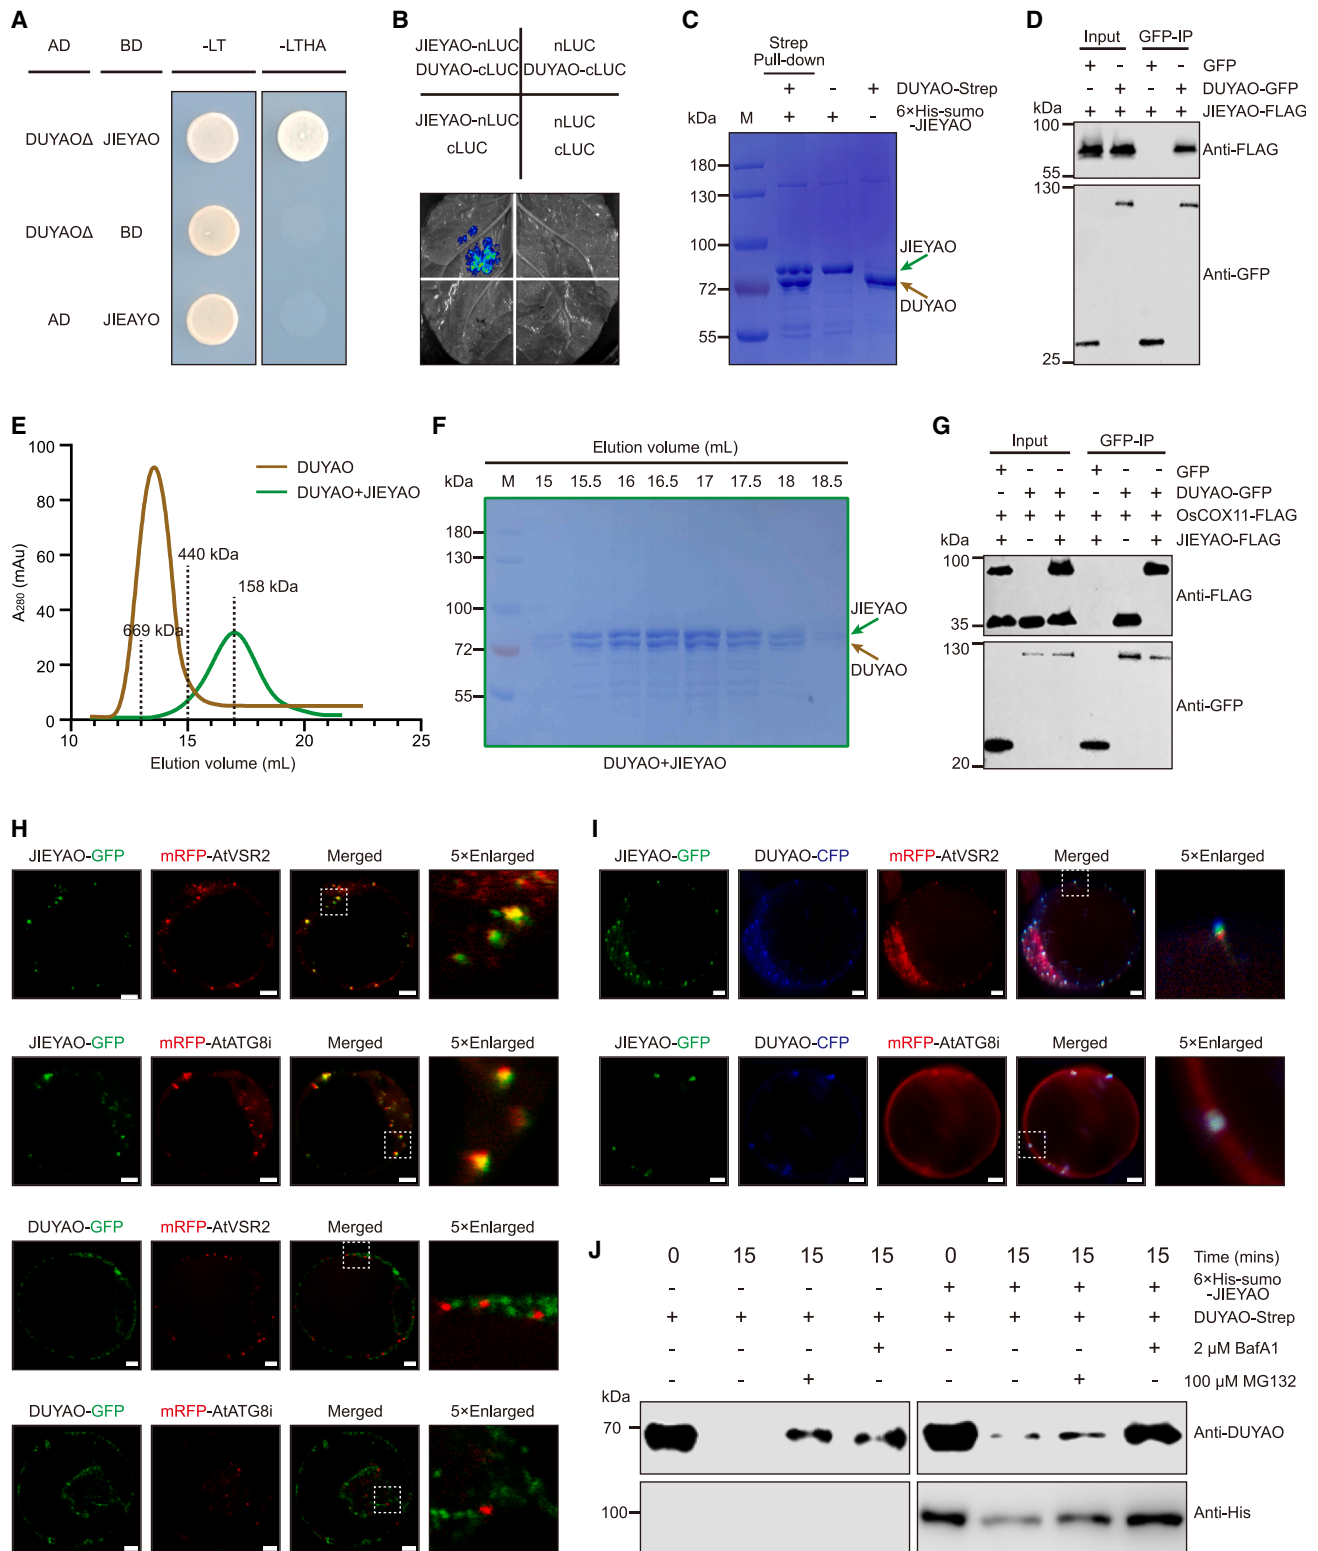 A
AD BD -LT -LTHA
DUYAOΔ JIEYAO
DUYAOΔ BD
AD JIEAYO
B
JIEYAO-nLUC nLUC
DUYAO-cLUC DUYAO-cLUC
JIEYAO-nLUC nLUC
cLUC cLUC
C
Strep
Pull-down
+ - + DUYAO-Strep
+ + - 6×His-sumo
-JIEYAO
kDa M
180
130
100
72
55
JIEYAO
DUYAO
D
Input GFP-IP
+ - + - GFP
- + - + DUYAO-GFP
+ + + + JIEYAO-FLAG
kDa
100
55
Anti-FLAG
130
25
Anti-GFP
E
100
80
60
40
20
0
A280 (mAu)
DUYAO
DUYAO+JIEYAO
669 kDa
440 kDa
158 kDa
10 15 20 25
Elution volume (mL)
F
Elution volume (mL)
kDa M 15 15.5 16 16.5 17 17.5 18 18.5
180
130
100
72
55
JIEYAO
DUYAO
DUYAO+JIEYAO
G
Input GFP-IP
+ - - + - - GFP
- + + - + + DUYAO-GFP
+ + + + + + OsCOX11-FLAG
kDa + - + + - + JIEYAO-FLAG
100
35
Anti-FLAG
130
20
Anti-GFP
H
JIEYAO-GFP mRFP-AtVSR2 Merged 5×Enlarged
JIEYAO-GFP mRFP-AtATG8i Merged 5×Enlarged
DUYAO-GFP mRFP-AtVSR2 Merged 5×Enlarged
DUYAO-GFP mRFP-AtATG8i Merged 5×Enlarged
I
JIEYAO-GFP DUYAO-CFP mRFP-AtVSR2 Merged 5×Enlarged
JIEYAO-GFP DUYAO-CFP mRFP-AtATG8i Merged 5×Enlarged
J
0 15 15 15 0 15 15 15 Time (mins)
- - - - + + + + 6×His-sumo
-JIEYAO
+ + + + + + + + DUYAO-Strep
- - - + - - - + 2 μM BafA1
- - + - - - + - 100 μM MG132
kDa
70
Anti-DUYAO
100
Anti-His